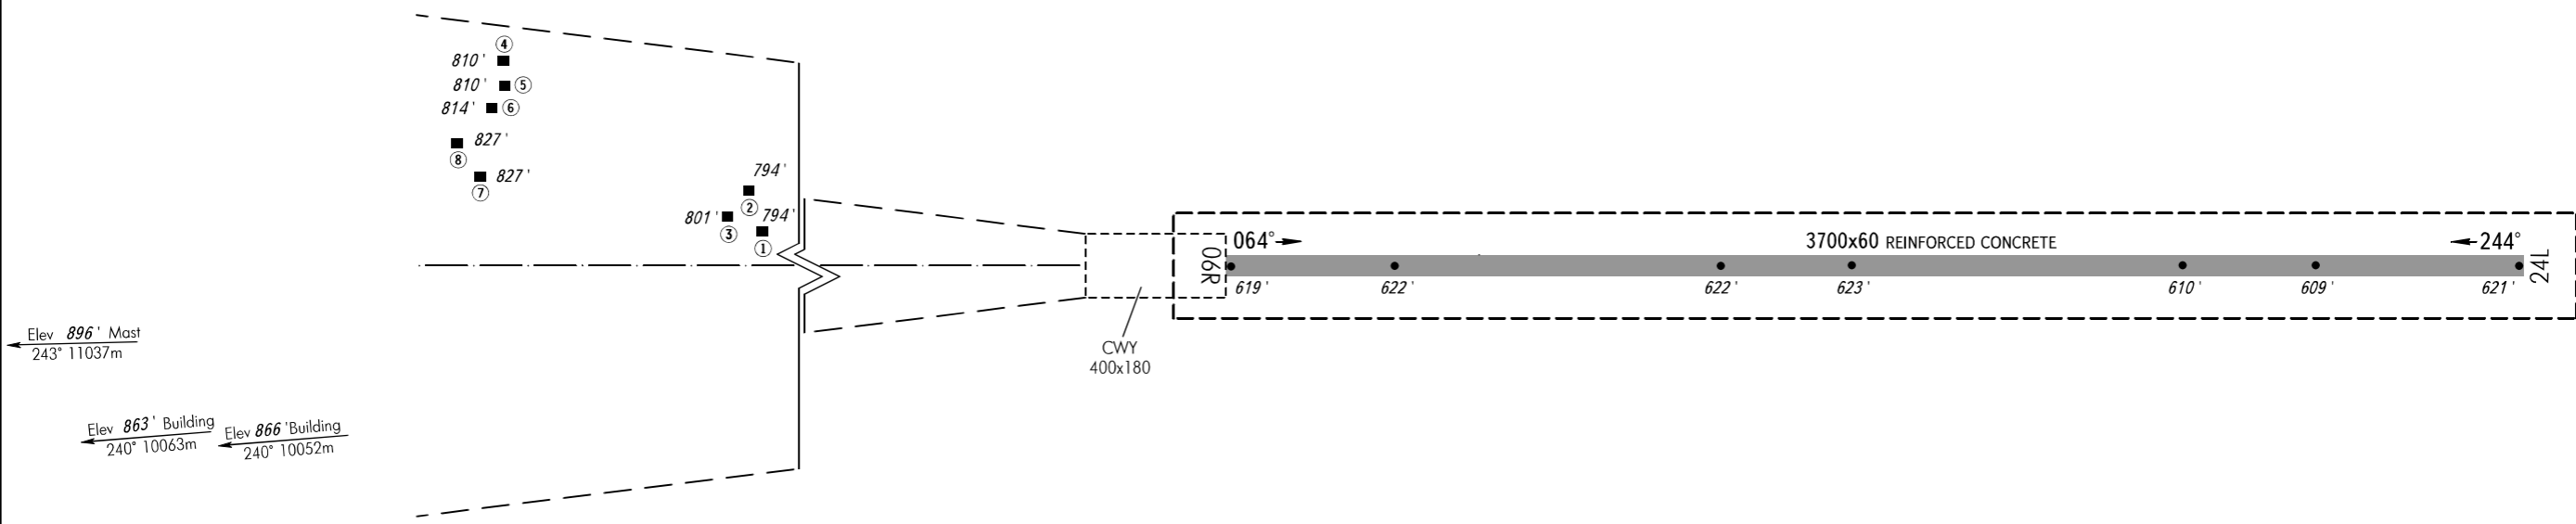 ④
810'
810' ⑤
814' ⑥
827'
⑧
827'
⑦
794'
②
801' 794'
③
①
06R
064°
3700x60 REINFORCED CONCRETE
244°
24L
619'
622'
622'
623'
610'
609'
621'
CWY
400x180
Elev 896' Mast
243° 11037m
Elev 863' Building
240° 10063m
Elev 866'Building
240° 10052m